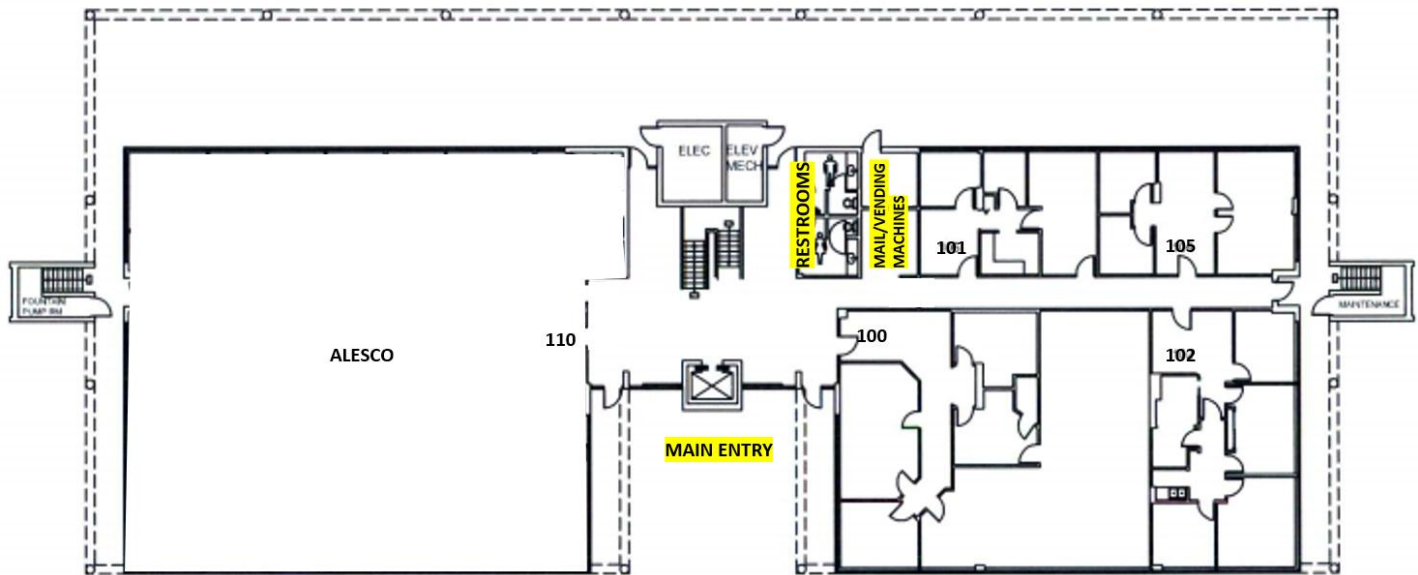 ELEC
ELEV
MECH
RESTROOMS
MAIL/VENDING
MACHINES
101
105
FOUNTAIN
PUMP RM
MAINTENANCE
110
100
ALESCO
102
MAIN ENTRY